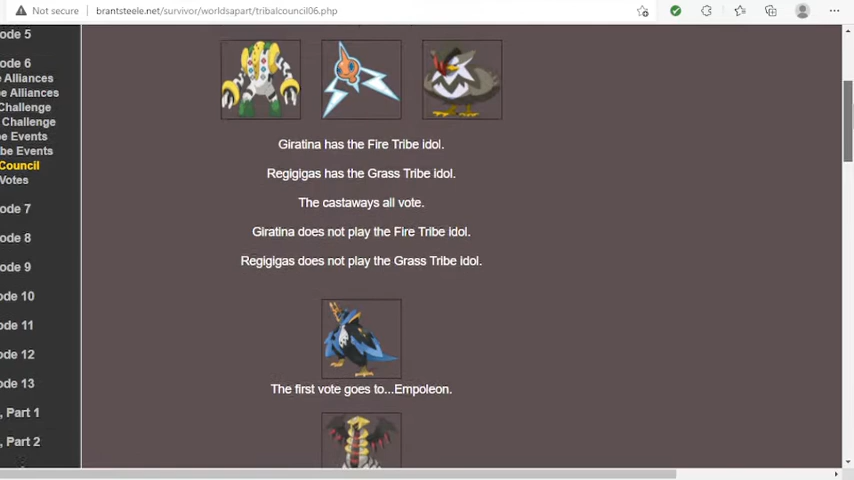 Not secure
brantsteele.net/survivor/worldsapart/tribalcouncil06.php
ode 5
ode 6
e Alliances
be Alliances
Challenge
Challenge
be Events
be Events
Council
Votes
ode 7
ode 8
ode 9
ode 10
ode 11
ode 12
ode 13
, Part 1
, Part 2
Giratina has the Fire Tribe idol.
Regigigas has the Grass Tribe idol.
The castaways all vote.
Giratina does not play the Fire Tribe idol.
Regigigas does not play the Grass Tribe idol.
The first vote goes to...Empoleon.